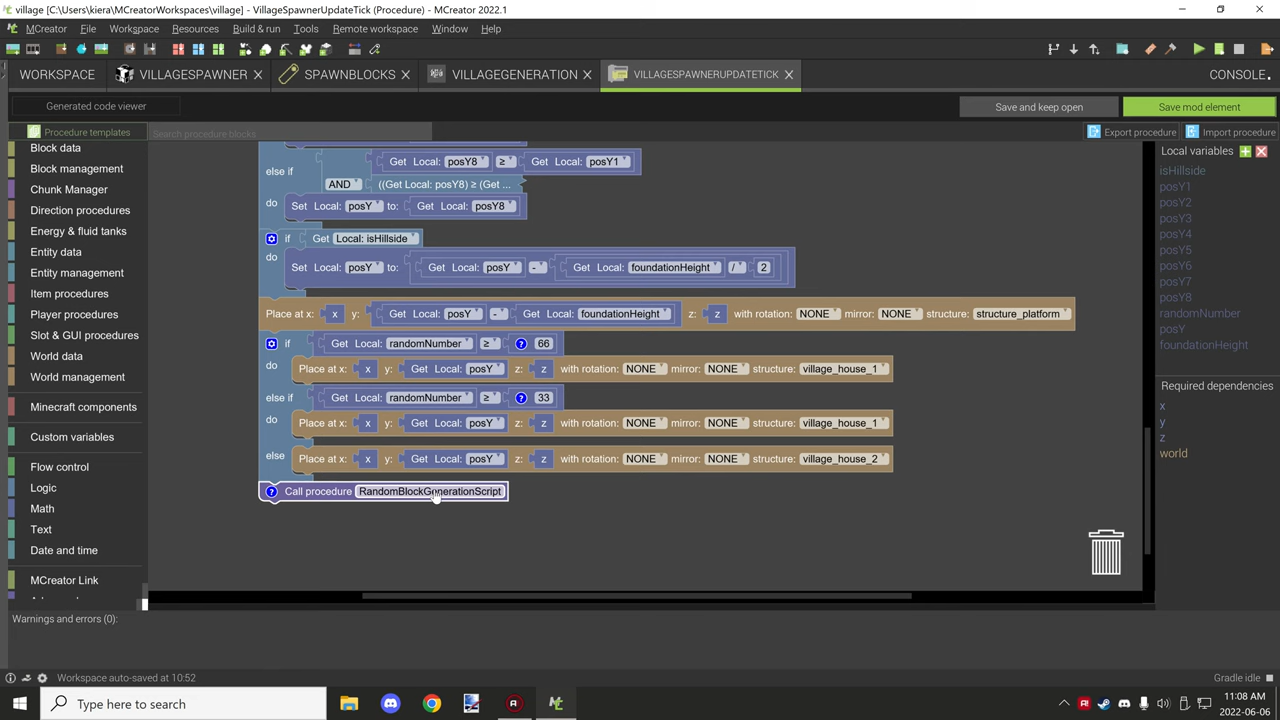 village [C:\Users\kiera\MCreatorWorkspaces\village] - VillageSpawnerUpdateTick (Procedure) - MCreator 2022.1
MCreator File Workspace Resources Build & run Tools Remote workspace Window Help
WORKSPACE VILLAGESPAWNER SPAWNBLOCKS VILLAGEGENERATION VILLAGESPAWNERUPDATETICK CONSOLE
Generated code viewer Save and keep open Save mod element
Procedure templates Search procedure blocks Export procedure Import procedure
Block data
Block management
Chunk Manager
Direction procedures
Energy & fluid tanks
Entity data
Entity management
Item procedures
Player procedures
Slot & GUI procedures
World data
World management
Minecraft components
Custom variables
Flow control
Logic
Math
Text
Date and time
MCreator Link
Get Local: posY8 ≥ Get Local: posY1
else if
AND ((Get Local: posY8) ≥ (Get ...
do Set Local: posY to: Get Local: posY8
if Get Local: isHillside
do Set Local: posY to: Get Local: posY - Get Local: foundationHeight / 2
Place at x: x y: Get Local: posY - Get Local: foundationHeight z: z with rotation: NONE mirror: NONE structure: structure_platform
if Get Local: randomNumber ≥ 66
do Place at x: x y: Get Local: posY z: z with rotation: NONE mirror: NONE structure: village_house_1
else if Get Local: randomNumber ≥ 33
do Place at x: x y: Get Local: posY z: z with rotation: NONE mirror: NONE structure: village_house_1
else Place at x: x y: Get Local: posY z: z with rotation: NONE mirror: NONE structure: village_house_2
Call procedure RandomBlockGenerationScript
Local variables
isHillside
posY1
posY2
posY3
posY4
posY5
posY6
posY7
posY8
randomNumber
posY
foundationHeight
Required dependencies
x
y
z
world
Warnings and errors (0):
Workspace auto-saved at 10:52 Gradle idle
Type here to search
11:08 AM
2022-06-06